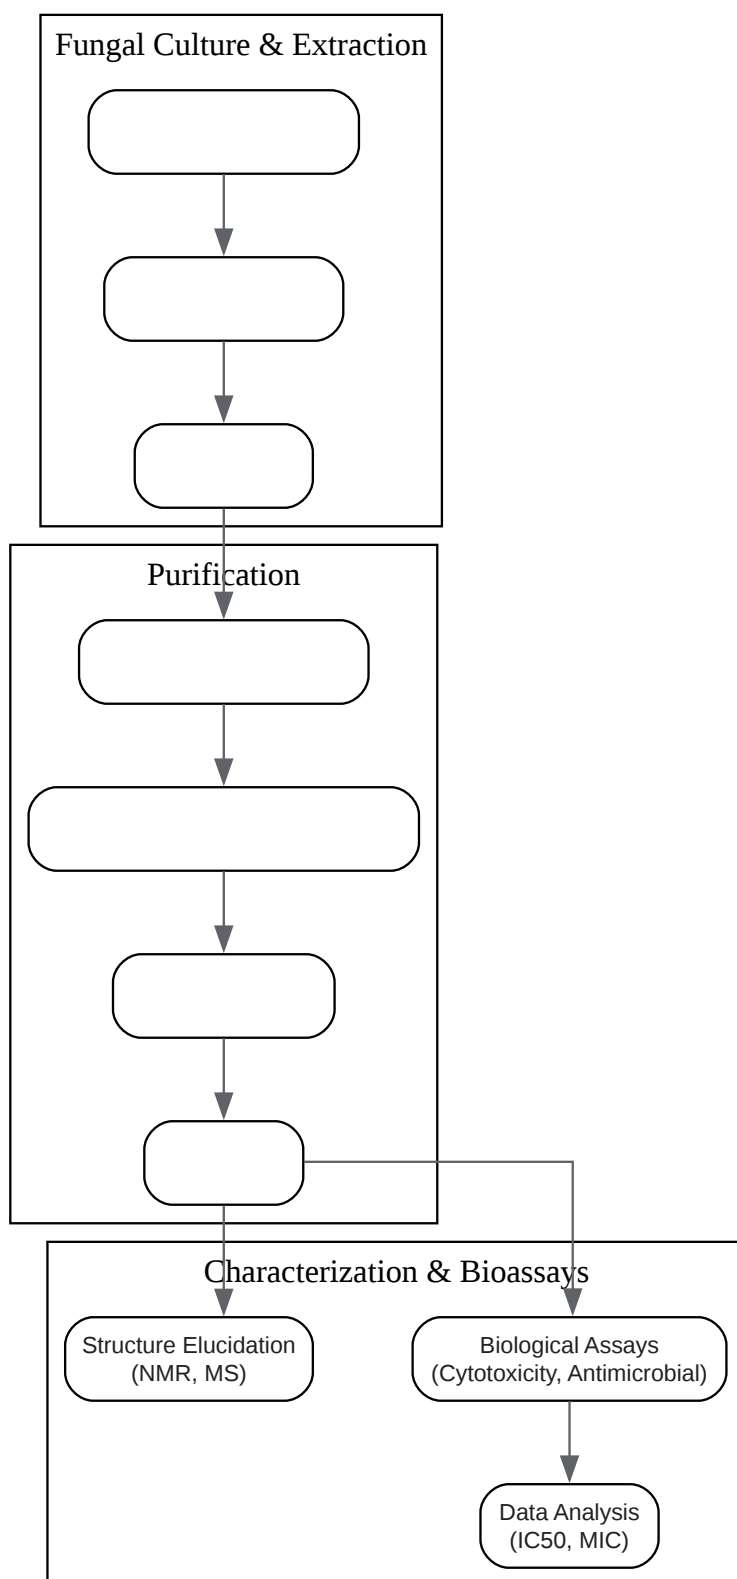 Fungal Culture & Extraction
Purification
Characterization & Bioassays
Structure Elucidation
(NMR, MS)
Biological Assays
(Cytotoxicity, Antimicrobial)
Data Analysis
(IC50, MIC)